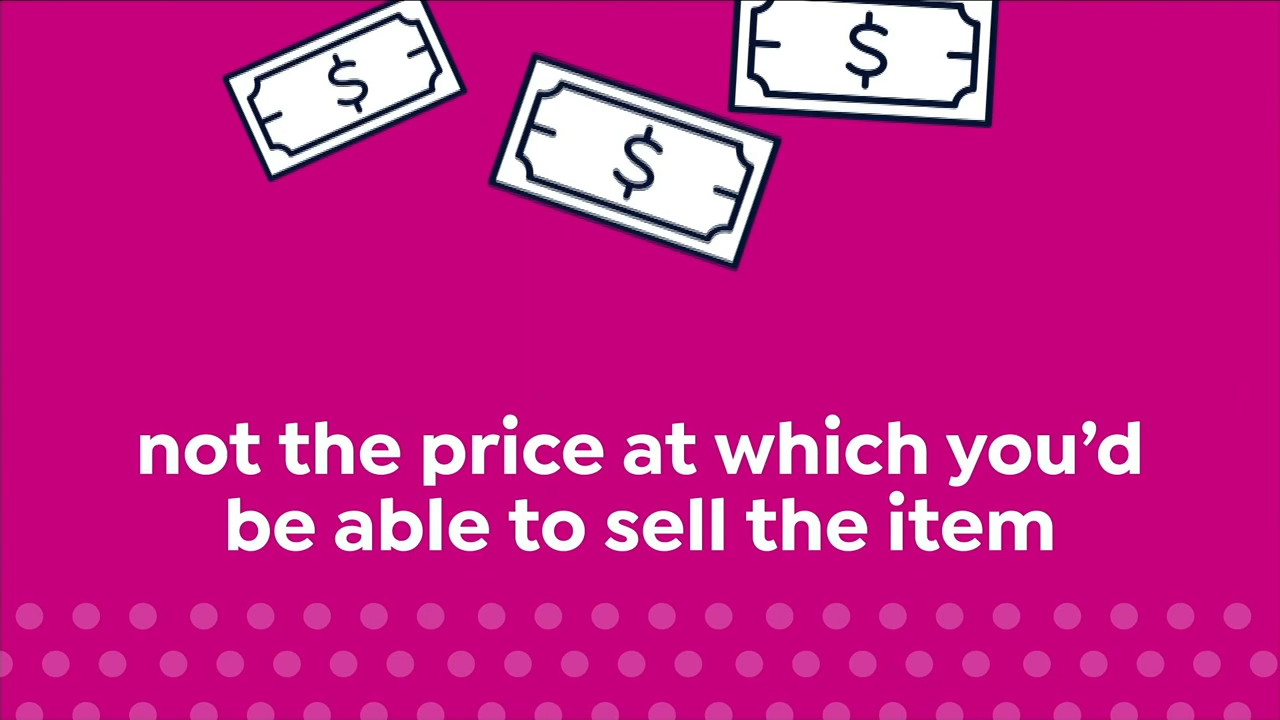 $
$
$
not the price at which you’d
be able to sell the item